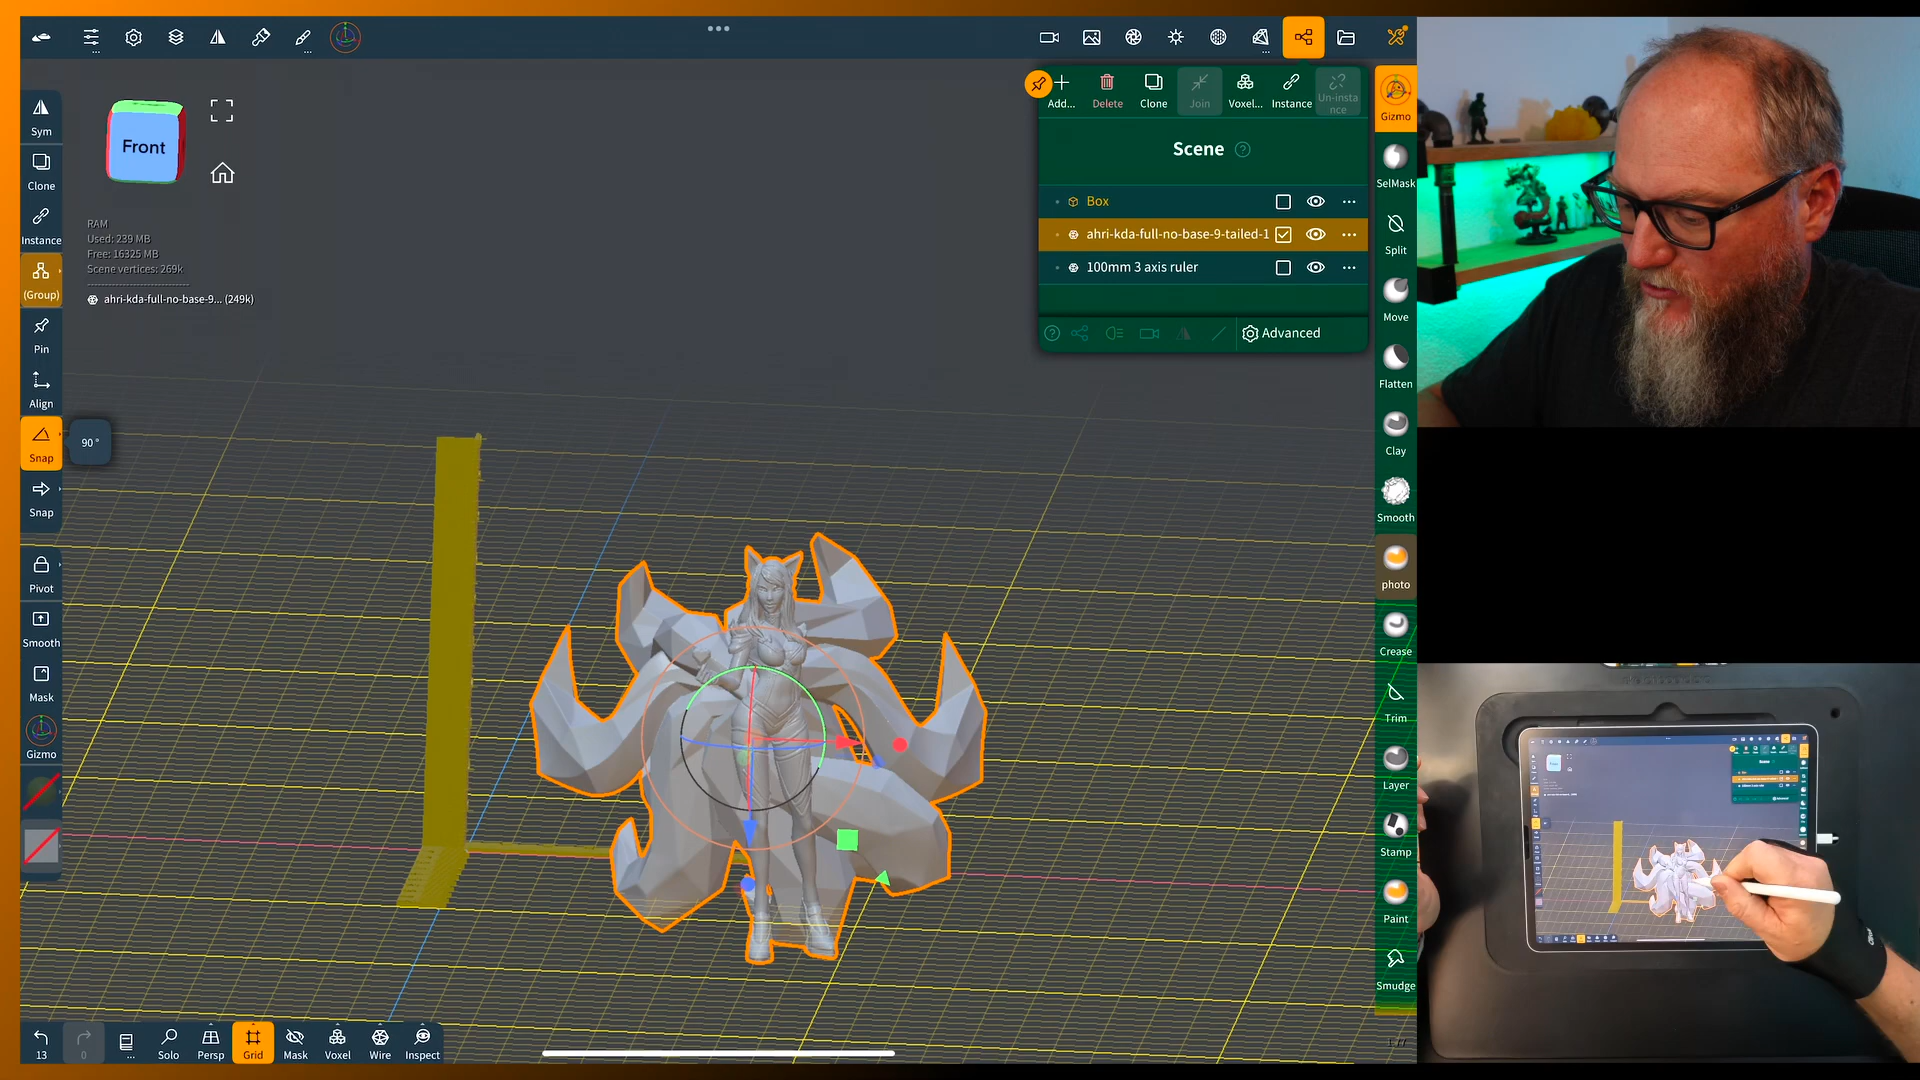 Front
RAM
Used: 239 MB
Free: 16325 MB
Scene vertices: 269k
ahri-kda-full-no-base-9... (249k)
Sym
Clone
Instance
(Group)
Pin
Align
Snap
90 °
Snap
Pivot
Smooth
Mask
Gizmo
13
0
...
Solo
Persp
Grid
Mask
Voxel
Wire
Inspect
Add...
Delete
Clone
Join
Voxel...
Instance
Un-insta
nce
Scene
Box
ahri-kda-full-no-base-9-tailed-1
100mm 3 axis ruler
Advanced
Gizmo
SelMask
Split
Move
Flatten
Clay
Smooth
photo
Crease
Trim
Layer
Stamp
Paint
Smudge